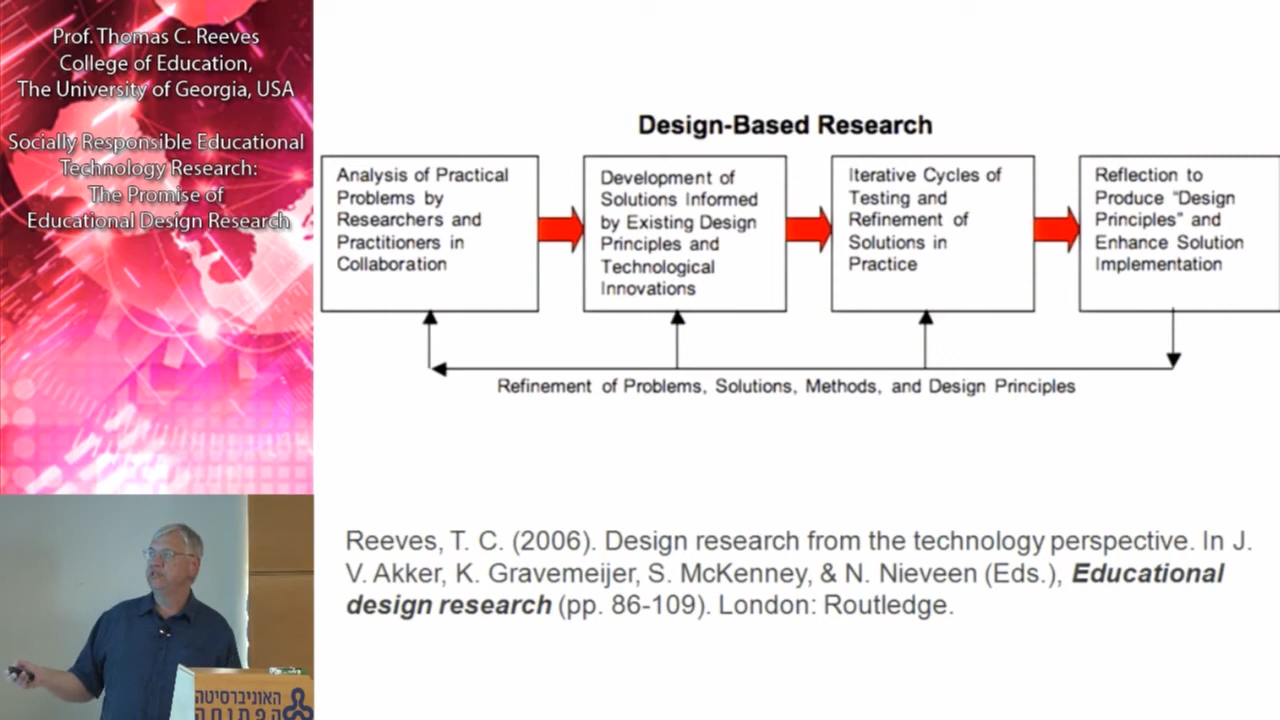 Prof. Thomas C. Reeves
College of Education,
The University of Georgia, USA
Socially Responsible Educational
Technology Research:
The Promise of
Educational Design Research
Design-Based Research
Analysis of Practical
Problems by
Researchers and
Practitioners in
Collaboration
Development of
Solutions Informed
by Existing Design
Principles and
Technological
Innovations
Iterative Cycles of
Testing and
Refinement of
Solutions in
Practice
Reflection to
Produce "Design
Principles" and
Enhance Solution
Implementation
Refinement of Problems, Solutions, Methods, and Design Principles
Reeves, T. C. (2006). Design research from the technology perspective. In J.
V. Akker, K. Gravemeijer, S. McKenney, & N. Nieveen (Eds.), Educational
design research (pp. 86-109). London: Routledge.
האוניברסיטה
הפתוחה